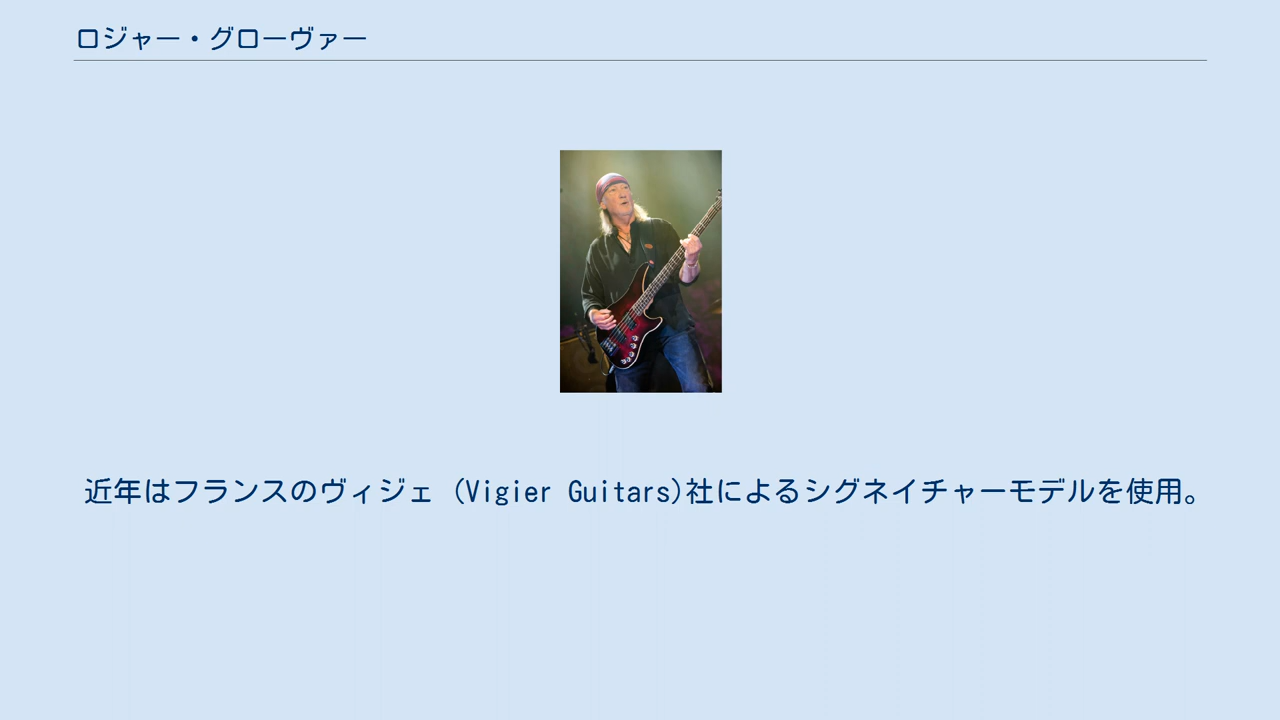 ロジャー・グローヴァー
近年はフランスのヴィジェ (Vigier Guitars)社によるシグネイチャーモデルを使用。